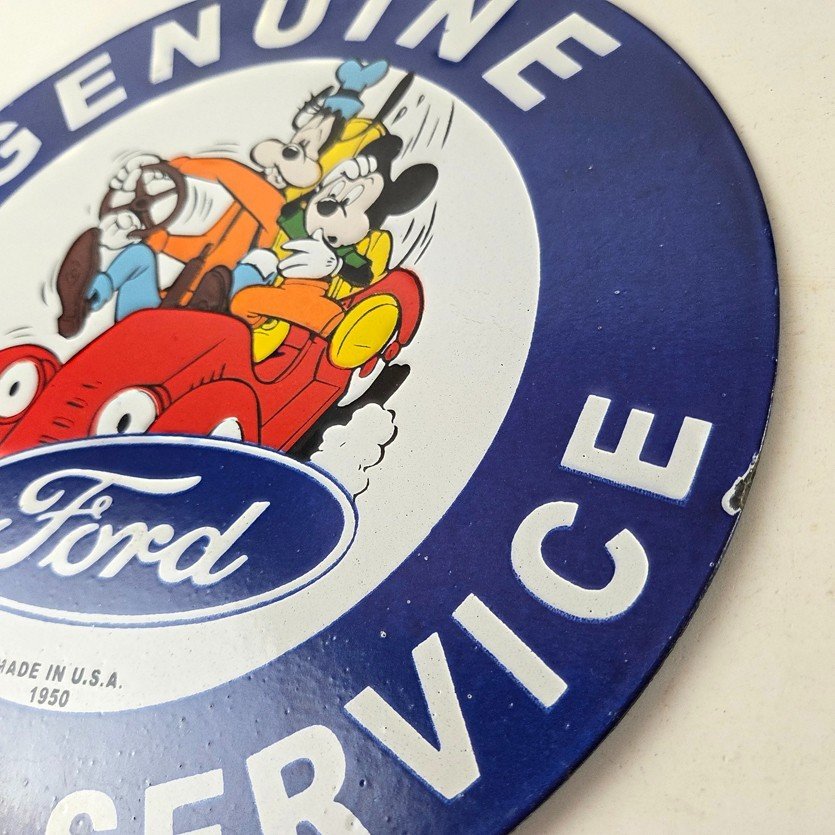 GENUINE
Ford
MADE IN U.S.A.
1950
SERVICE